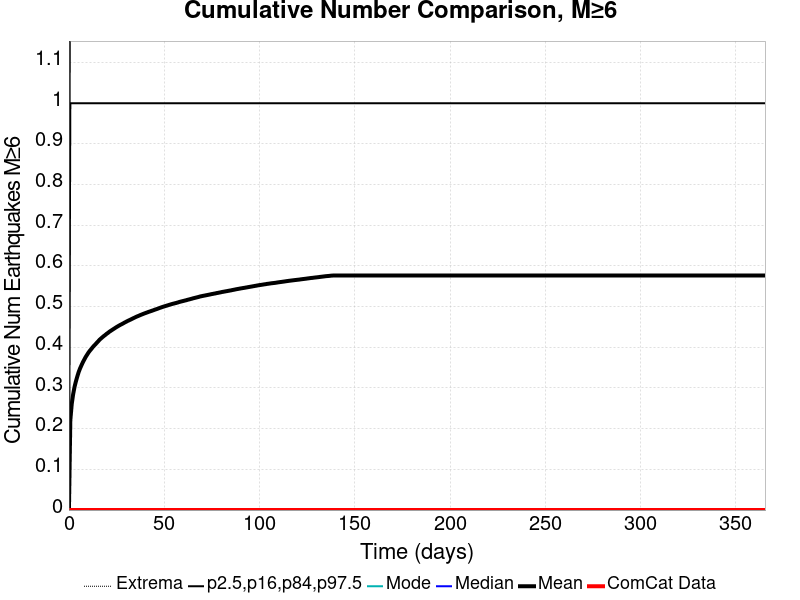 Cumulative Number Comparison, M≥6
Cumulative Num Earthquakes M≥6
1.1
1
0.9
0.8
0.7
0.6
0.5
0.4
0.3
0.2
0.1
0
0 50 100 150 200 250 300 350
Time (days)
Extrema p2.5,p16,p84,p97.5 Mode Median Mean ComCat Data